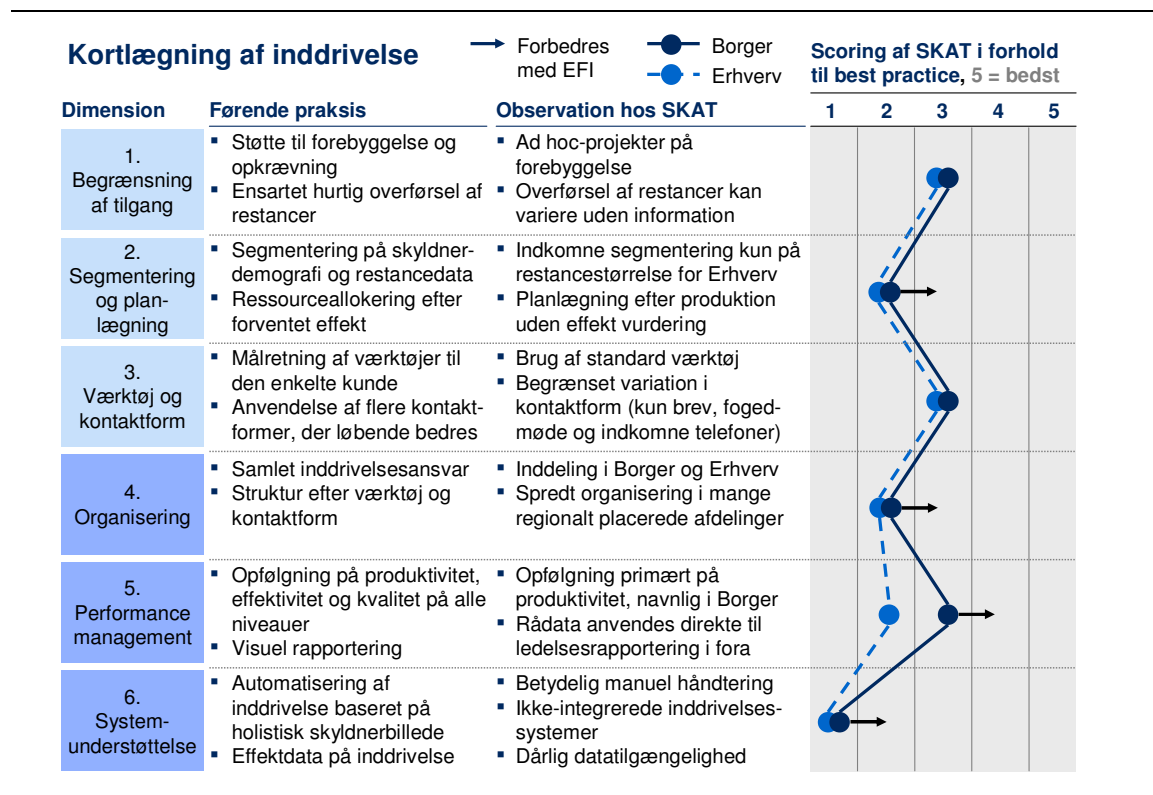 Kortlægning af inddrivelse
Forbedres
med EFI
Borger
Erhverv
Scoring af SKAT i forhold
til best practice, 5 = bedst
Dimension
Førende praksis
Observation hos SKAT
1 2 3 4 5
1.
Begrænsning
af tilgang
▪ Støtte til forebyggelse og
opkrævning
▪ Ensartet hurtig overførsel af
restancer
▪ Ad hoc-projekter på
forebyggelse
▪ Overførsel af restancer kan
variere uden information
2.
Segmentering
og plan-
lægning
▪ Segmentering på skyldner-
demografi og restancedata
▪ Ressourceallokering efter
forventet effekt
▪ Indkomne segmentering kun på
restancestørrelse for Erhverv
▪ Planlægning efter produktion
uden effekt vurdering
3.
Værktøj og
kontaktform
▪ Målretning af værktøjer til
den enkelte kunde
▪ Anvendelse af flere kontakt-
former, der løbende bedres
▪ Brug af standard værktøj
▪ Begrænset variation i
kontaktform (kun brev, foged-
møde og indkomne telefoner)
4.
Organisering
▪ Samlet inddrivelsesansvar
▪ Struktur efter værktøj og
kontaktform
▪ Inddeling i Borger og Erhverv
▪ Spredt organisering i mange
regionalt placerede afdelinger
5.
Performance
management
▪ Opfølgning på produktivitet,
effektivitet og kvalitet på alle
niveauer
▪ Visuel rapportering
▪ Opfølgning primært på
produktivitet, navnlig i Borger
▪ Rådata anvendes direkte til
ledelsesrapportering i fora
6.
System-
understøttelse
▪ Automatisering af
inddrivelse baseret på
holistisk skyldnerbillede
▪ Effektdata på inddrivelse
▪ Betydelig manuel håndtering
▪ Ikke-integrerede inddrivelses-
systemer
▪ Dårlig datatilgængelighed